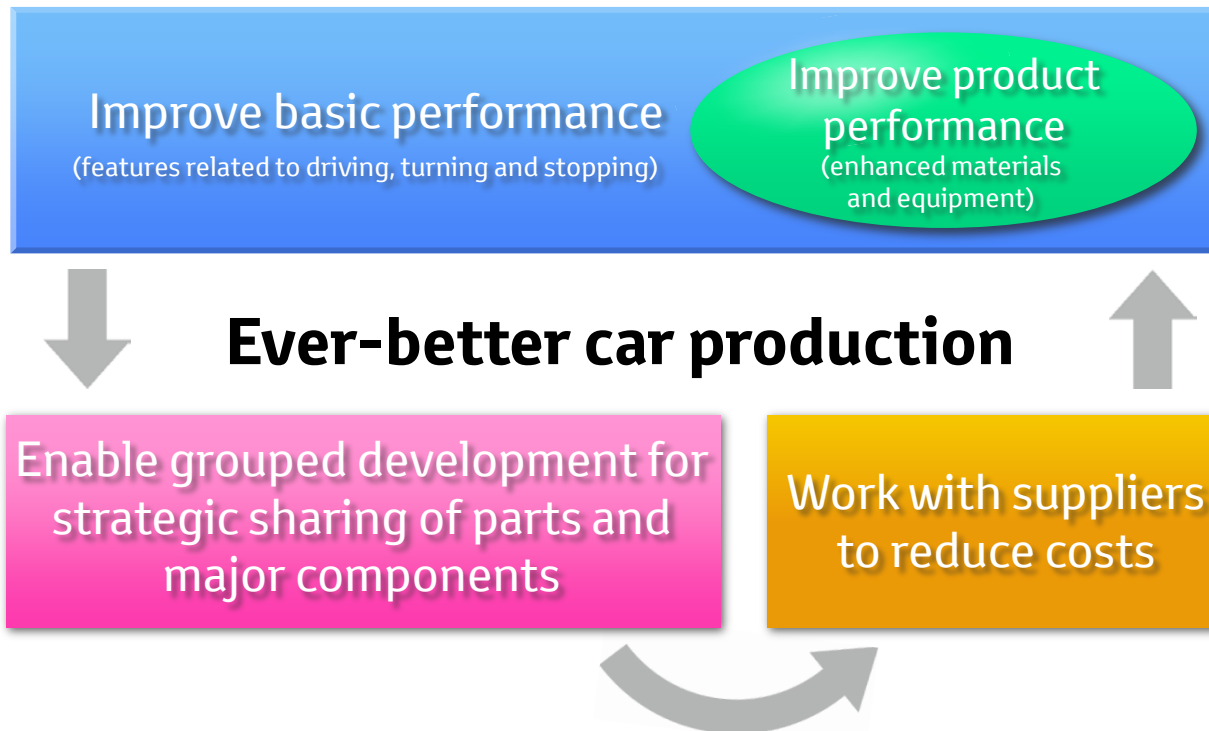 Improve basic performance
(features related to driving, turning and stopping)
Improve product
performance
(enhanced materials
and equipment)
Ever-better car production
Enable grouped development for
strategic sharing of parts and
major components
Work with suppliers
to reduce costs